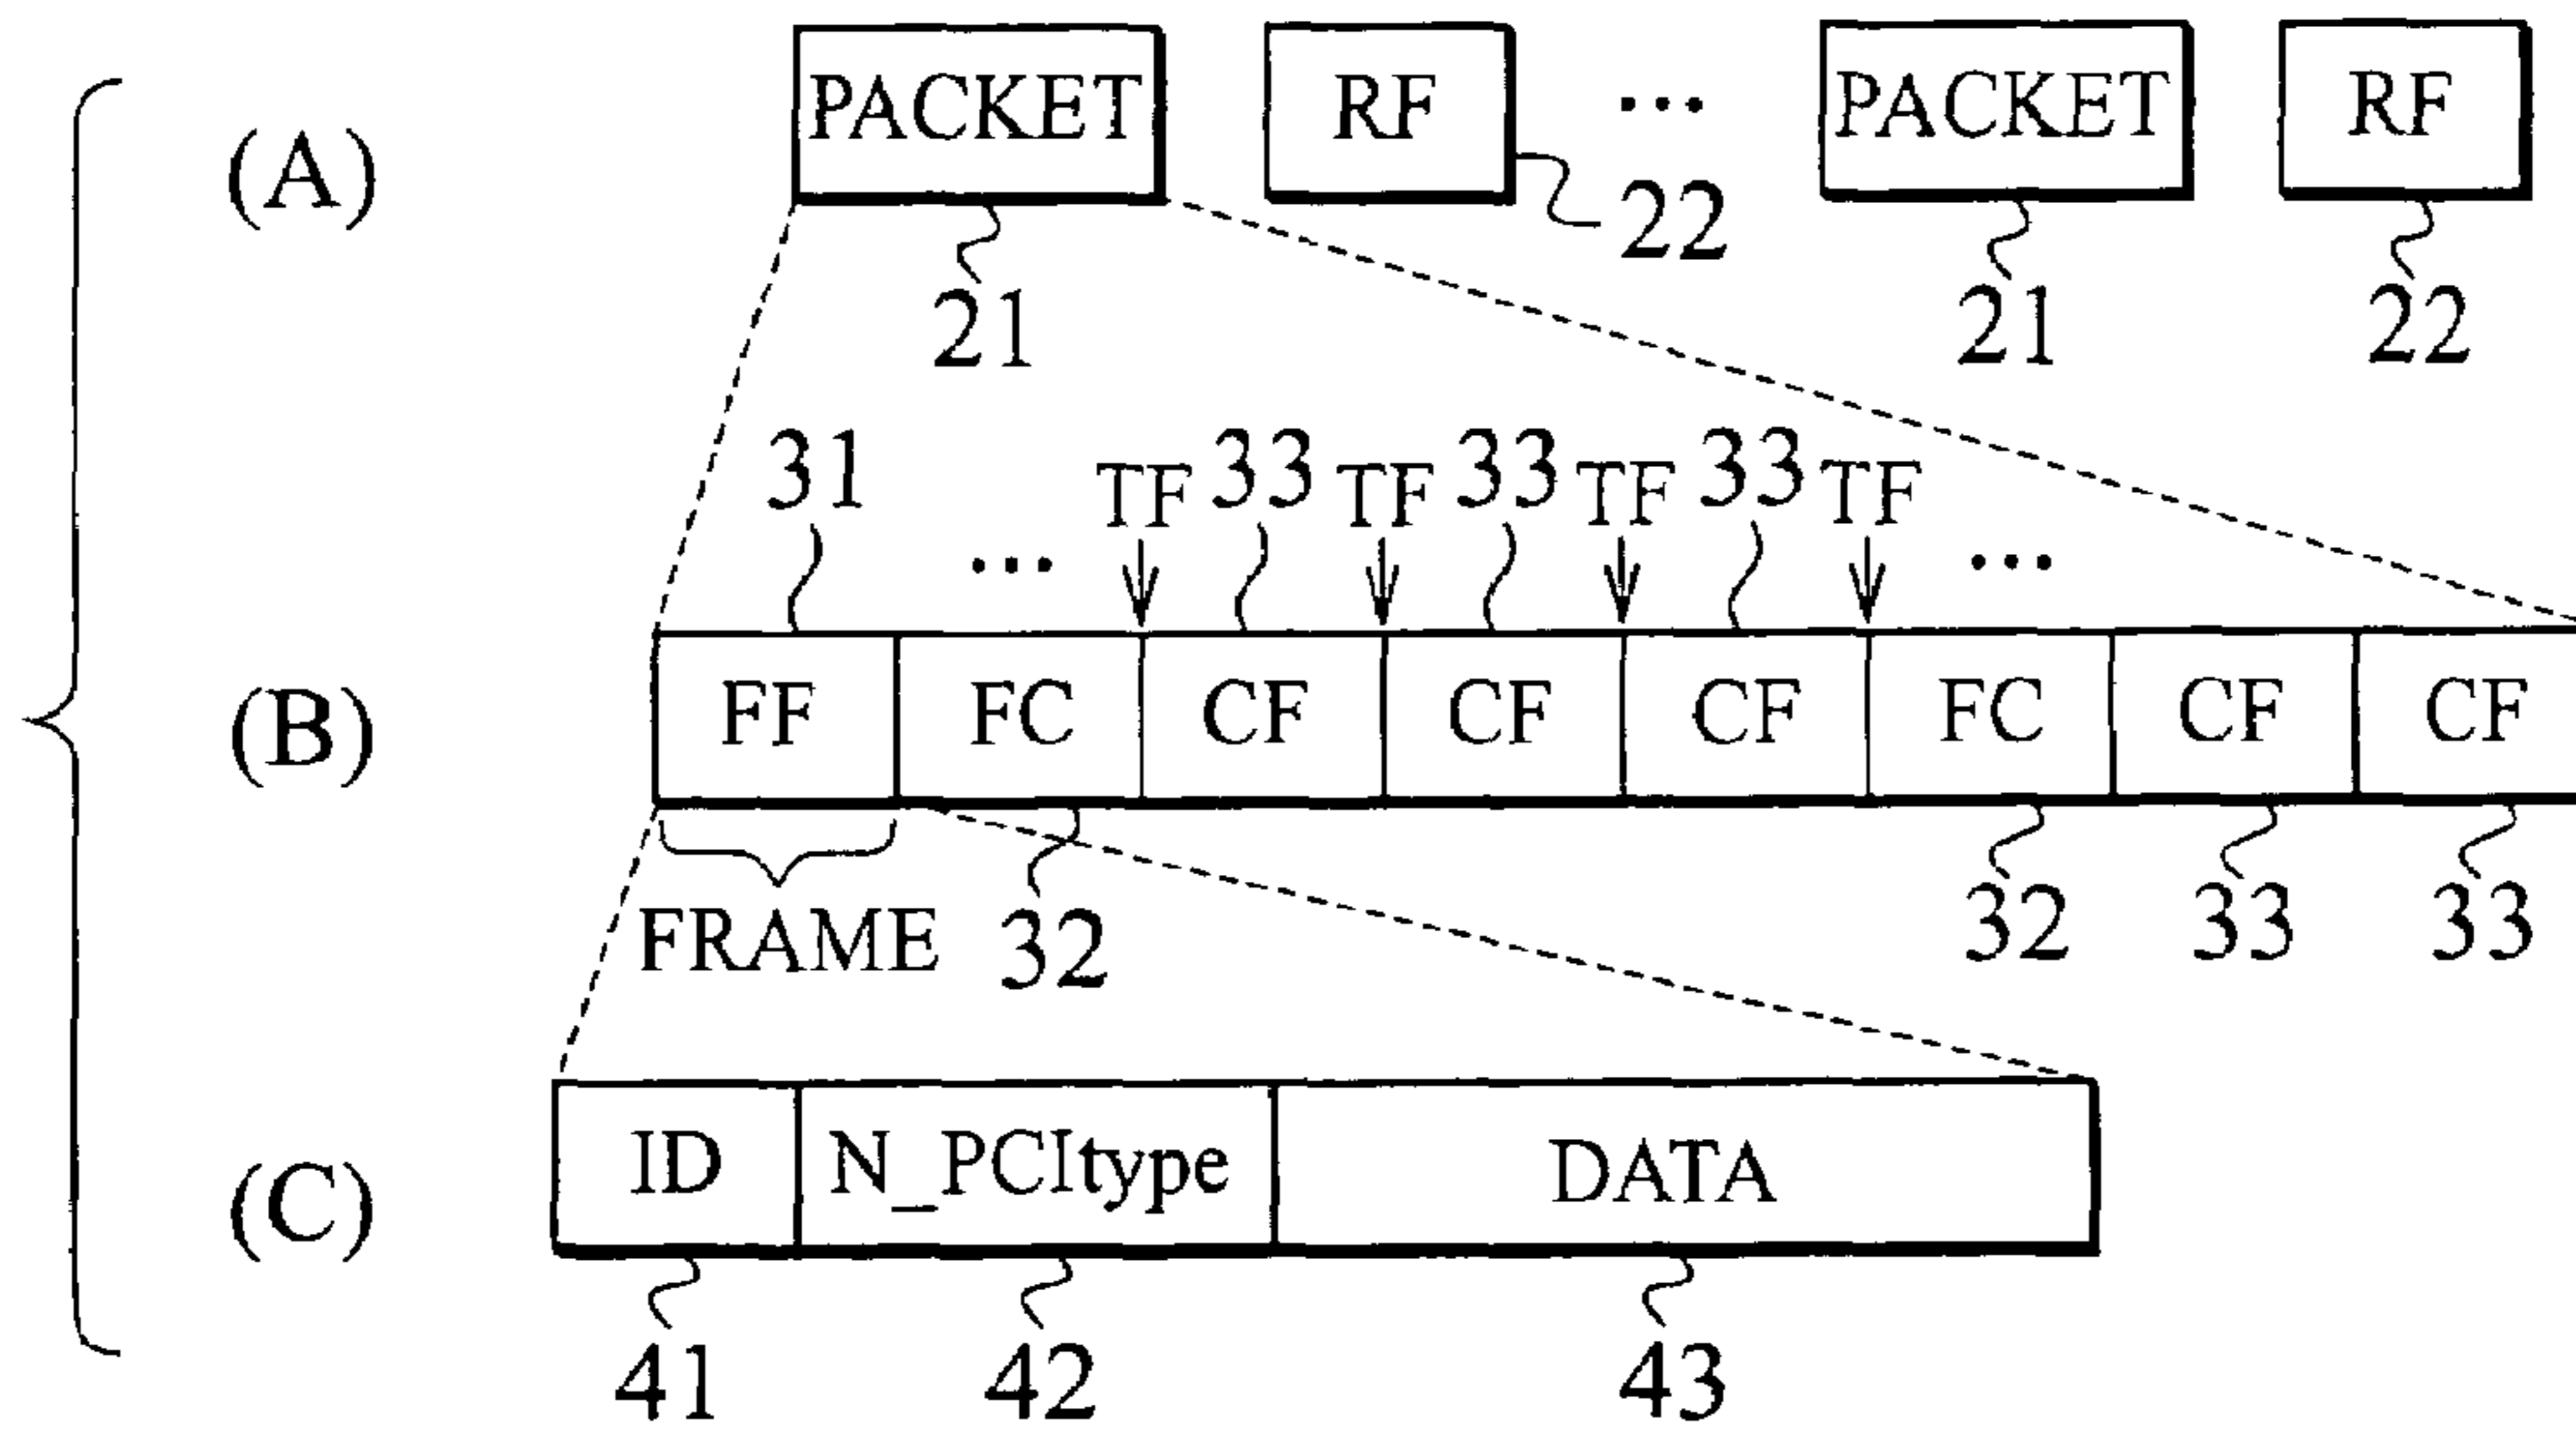 (A) PACKET RF ... PACKET RF
22
21 21 22
31 ... TF 33 TF 33 TF 33 TF ...
(B) FF FC CF CF CF FC CF CF
FRAME 32 32 33 33
(C) ID N_PCItype DATA
41 42 43